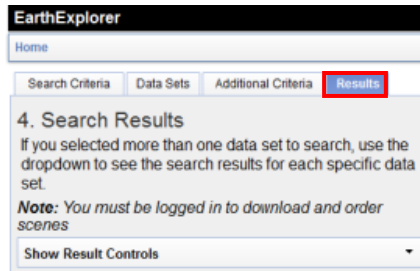 EarthExplorer
Home
Search Criteria Data Sets Additional Criteria Results
4. Search Results
If you selected more than one data set to search, use the
dropdown to see the search results for each specific data
set.
Note: You must be logged in to download and order
scenes
Show Result Controls